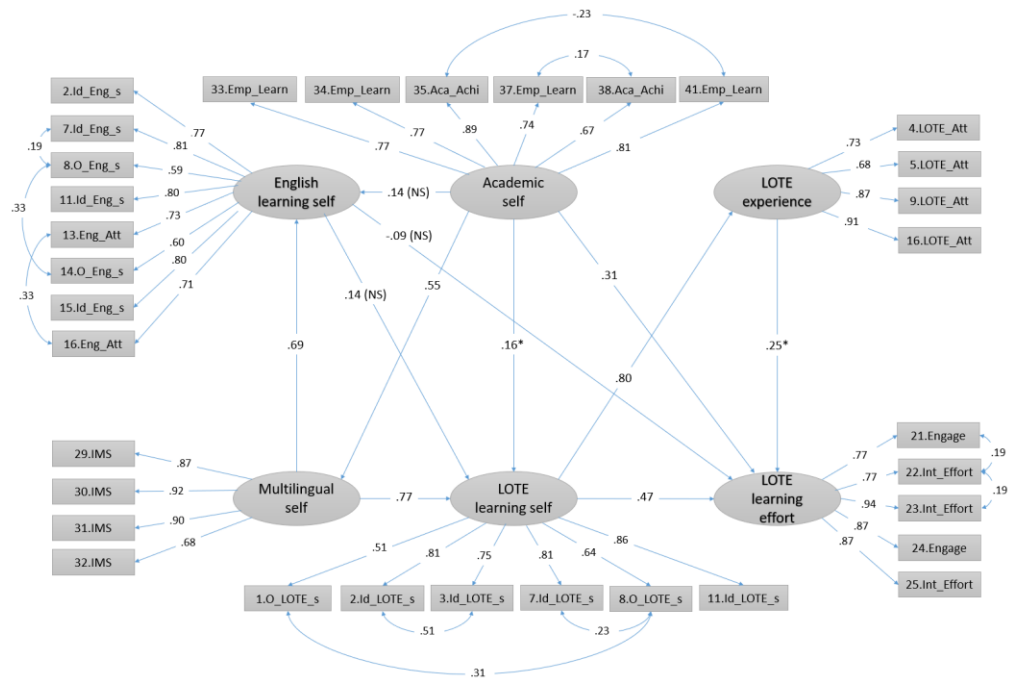 -.23
.17
2.Id_Eng_s
33.Emp_Learn
34.Emp_Learn
35.Aca_Achi
37.Emp_Learn
38.Aca_Achi
41.Emp_Learn
7.Id_Eng_s
8.O_Eng_s
11.Id_Eng_s
13.Eng_Att
14.O_Eng_s
15.Id_Eng_s
16.Eng_Att
.19
.33
.33
.77
.81
.59
.80
.73
.60
.80
.71
.77
.77
.89
.74
.67
.81
English
learning self
.14 (NS)
Academic
self
LOTE
experience
.73
.68
.87
.91
4.LOTE_Att
5.LOTE_Att
9.LOTE_Att
16.LOTE_Att
-.09 (NS)
.14 (NS)
.55
.31
.69
.16*
.25*
.80
29.IMS
30.IMS
31.IMS
32.IMS
.87
.92
.90
.68
Multilingual
self
.77
LOTE
learning self
.47
LOTE
learning
effort
.77
.77
.94
.87
.87
21.Engage
22.Int_Effort
23.Int_Effort
24.Engage
25.Int_Effort
.19
.19
.51
.81
.75
.81
.64
.86
1.O_LOTE_s
2.Id_LOTE_s
3.Id_LOTE_s
7.Id_LOTE_s
8.O_LOTE_s
11.Id_LOTE_s
.51
.23
.31